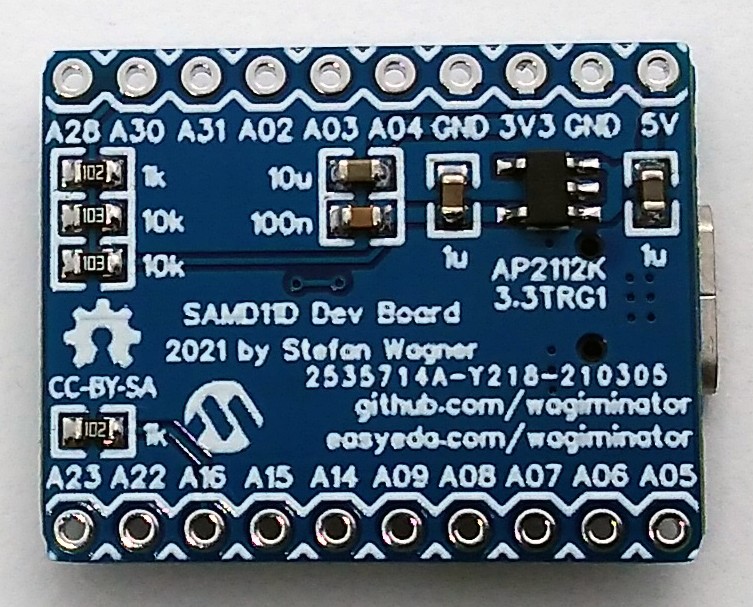 A28 A30 A31 A02 A03 A04 GND 3V3 GND 5V
102 1k 10u
103 10k 100n
103 10k 1u 1u
AP2112K
3.3TRG1
SAMD11D Dev Board
2021 by Stefan Wagner
CC-BY-SA 2535714A-Y218-210305
github.com/wagiminator
102 1k easyeda.com/wagiminator
A23 A22 A16 A15 A14 A09 A08 A07 A06 A05